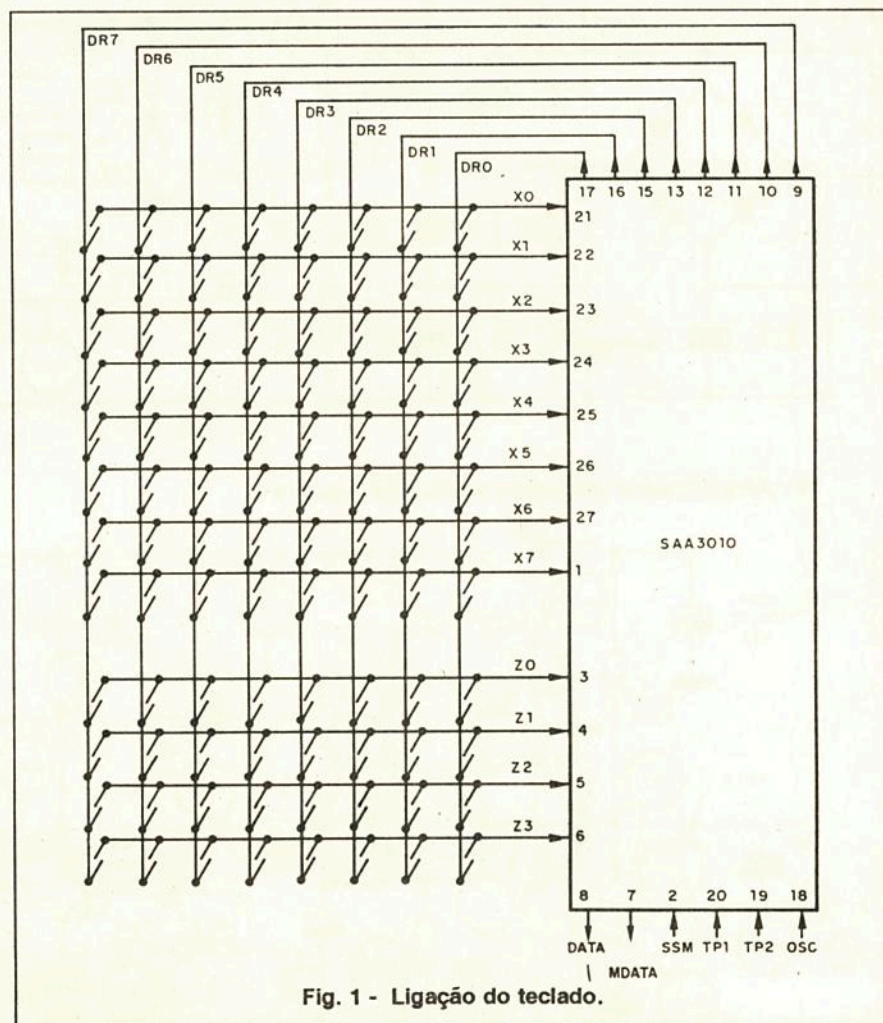 DR7
DR6
DR5
DR4
DR3
DR2
DR1
DR0
17 16 15 13 12 11 10 9
X0 21
X1 22
X2 23
X3 24
X4 25
X5 26
X6 27
X7 1
SAA3010
Z0 3
Z1 4
Z2 5
Z3 6
8 7 2 20 19 18
DATA SSM TP1 TP2 OSC
MDATA
Fig. 1 - Ligação do teclado.